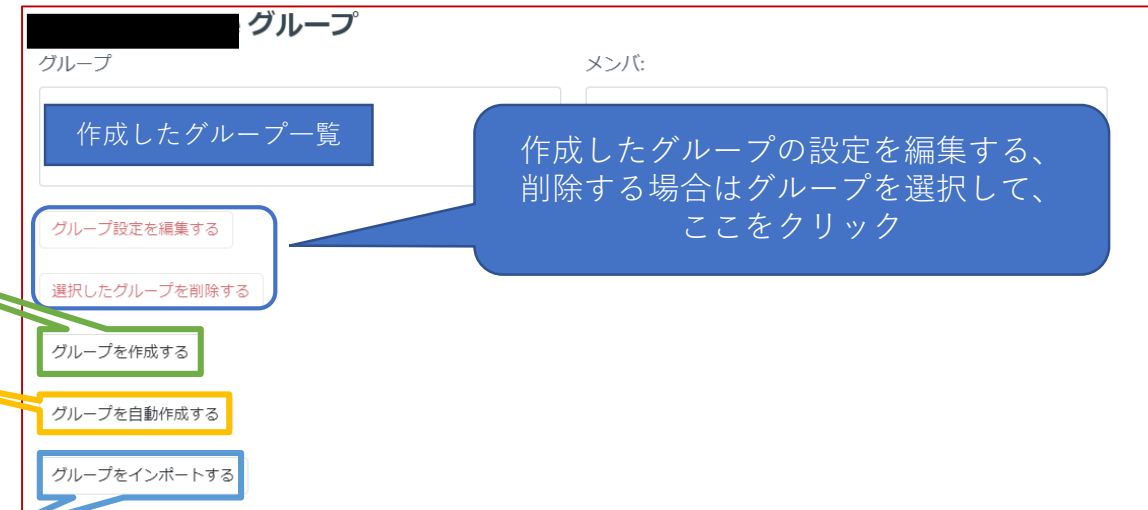 グループ
グループ
メンバ:
作成したグループ一覧
作成したグループの設定を編集する、
削除する場合はグループを選択して、
ここをクリック
グループ設定を編集する
選択したグループを削除する
グループを作成する
グループを自動作成する
グループをインポートする